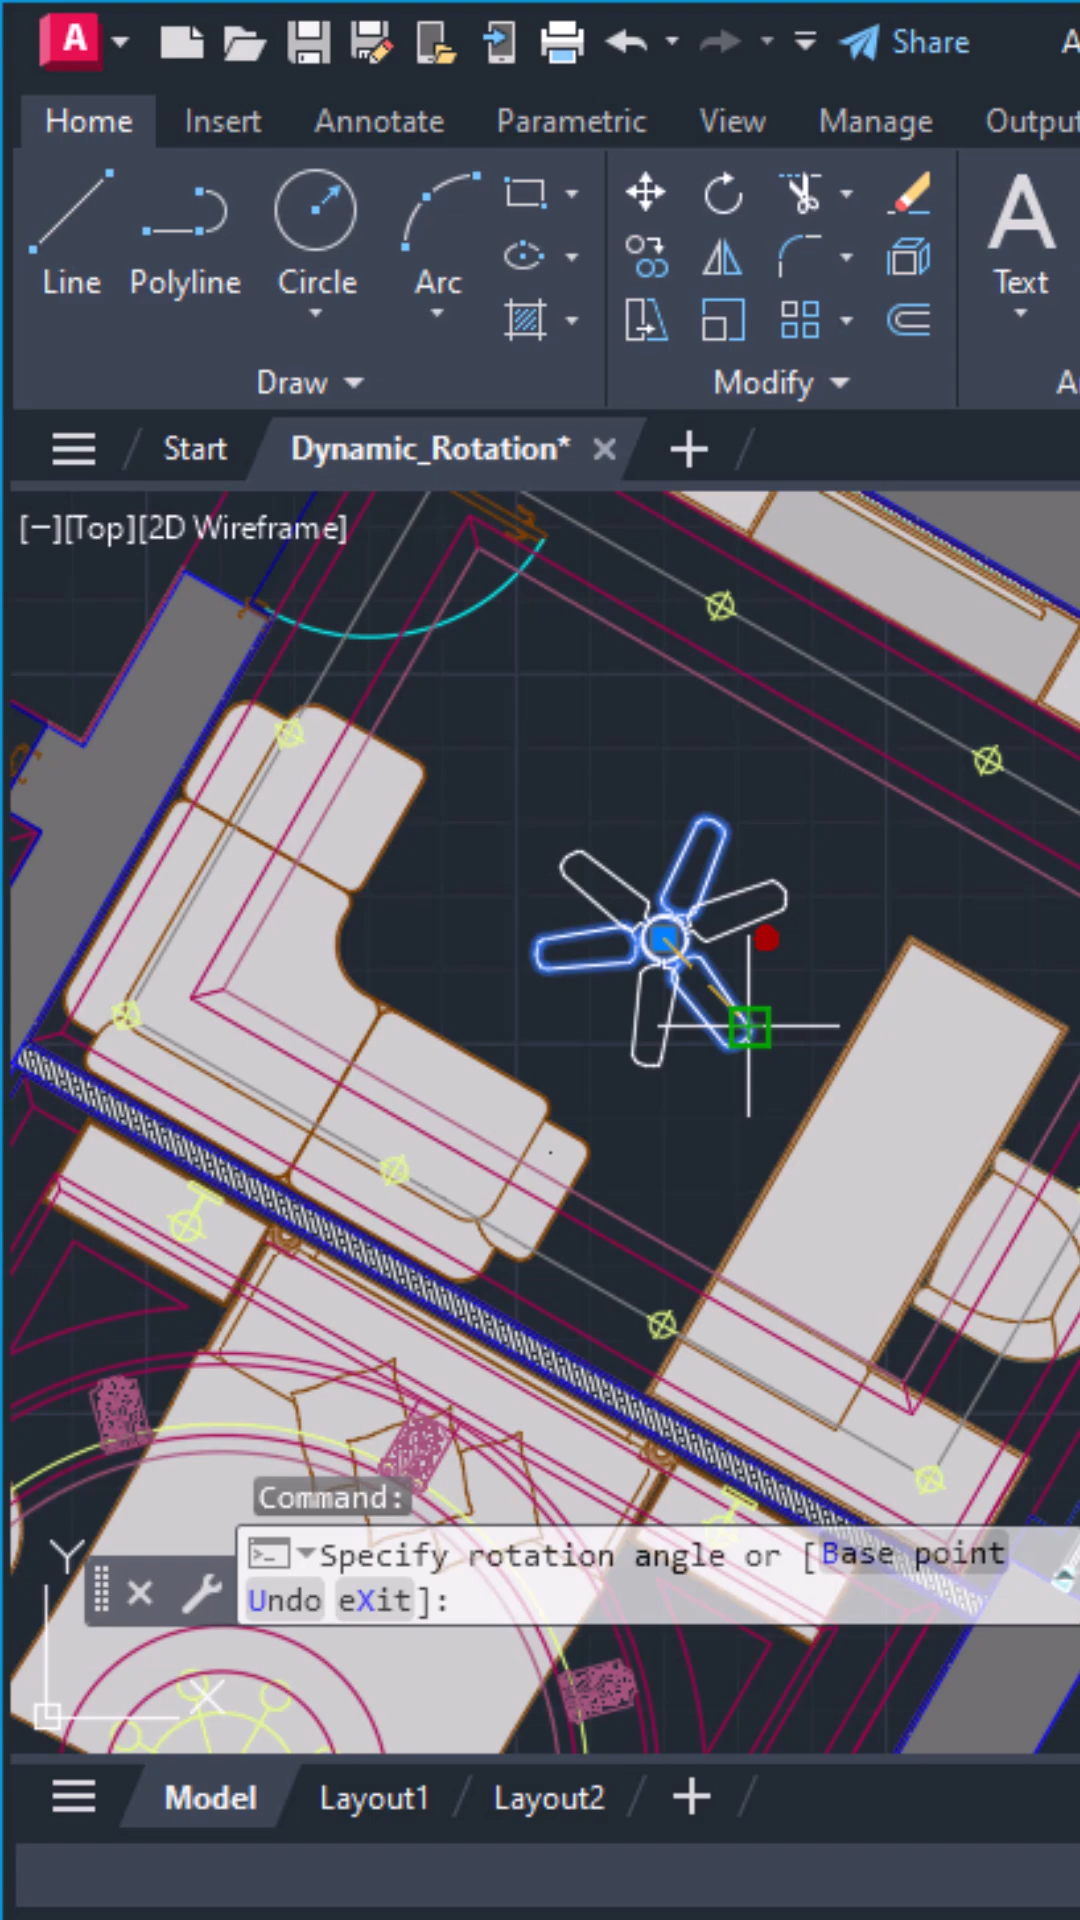 A
Share
A
Home
Insert
Annotate
Parametric
View
Manage
Output
Line
Polyline
Circle
Arc
A
Text
Draw
Modify
A
Start
Dynamic_Rotation*
[−][Top][2D Wireframe]
Command:
Specify rotation angle or [Base point
Undo eXit]:
Y
X
Model
Layout1
Layout2